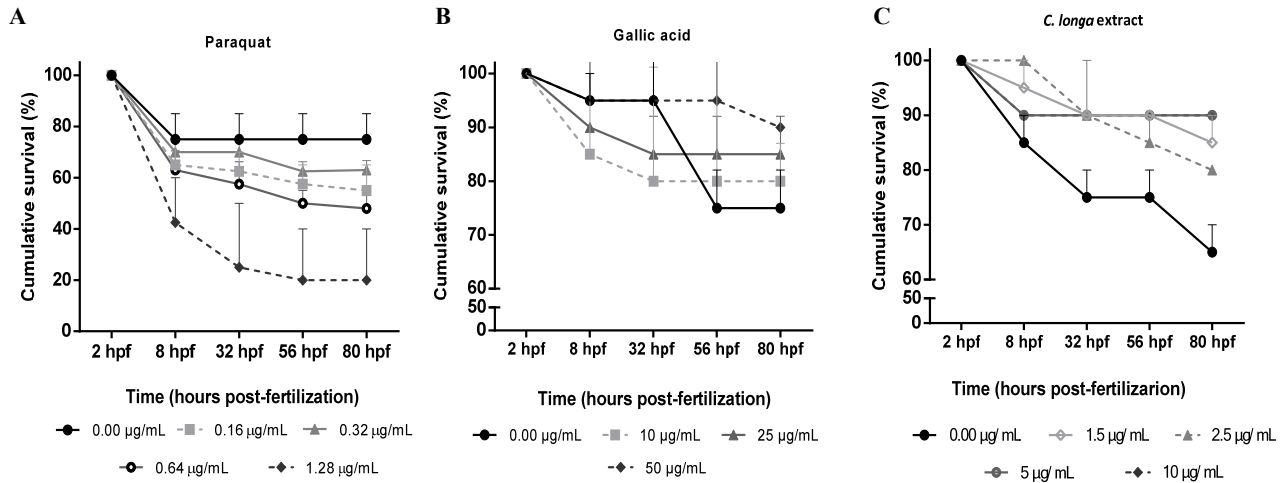 A
Paraquat
Cumulative survival (%)
100
80
60
40
20
0
2 hpf 8 hpf 32 hpf 56 hpf 80 hpf
Time (hours post-fertilization)
0.00 µg/mL 0.16 µg/mL 0.32 µg/mL
0.64 µg/mL 1.28 µg/mL
B
Gallic acid
Cumulative survival (%)
100
90
80
70
60
50
0
2 hpf 8 hpf 32 hpf 56 hpf 80 hpf
Time (hours post-fertilization)
0.00 µg/mL 10 µg/mL 25 µg/mL
50 µg/mL
C
C. longa extract
Cumulative survival (%)
100
90
80
70
60
50
0
2 hpf 8 hpf 32 hpf 56 hpf 80 hpf
Time (hours post-fertilizarion)
0.00 µg/ mL 1.5 µg/ mL 2.5 µg/ mL
5 µg/ mL 10 µg/ mL